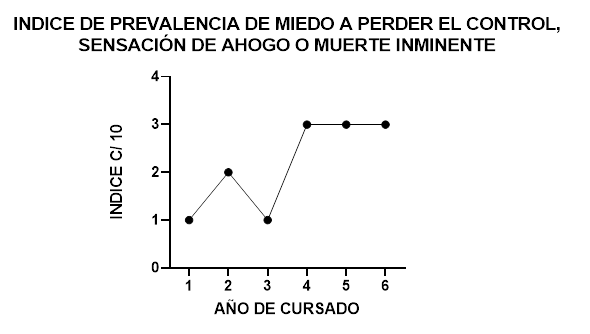 INDICE DE PREVALENCIA DE MIEDO A PERDER EL CONTROL,
SENSACIÓN DE AHOGO O MUERTE INMINENTE
4
3
2
1
0
INDICE C/ 10
1 2 3 4 5 6
AÑO DE CURSADO